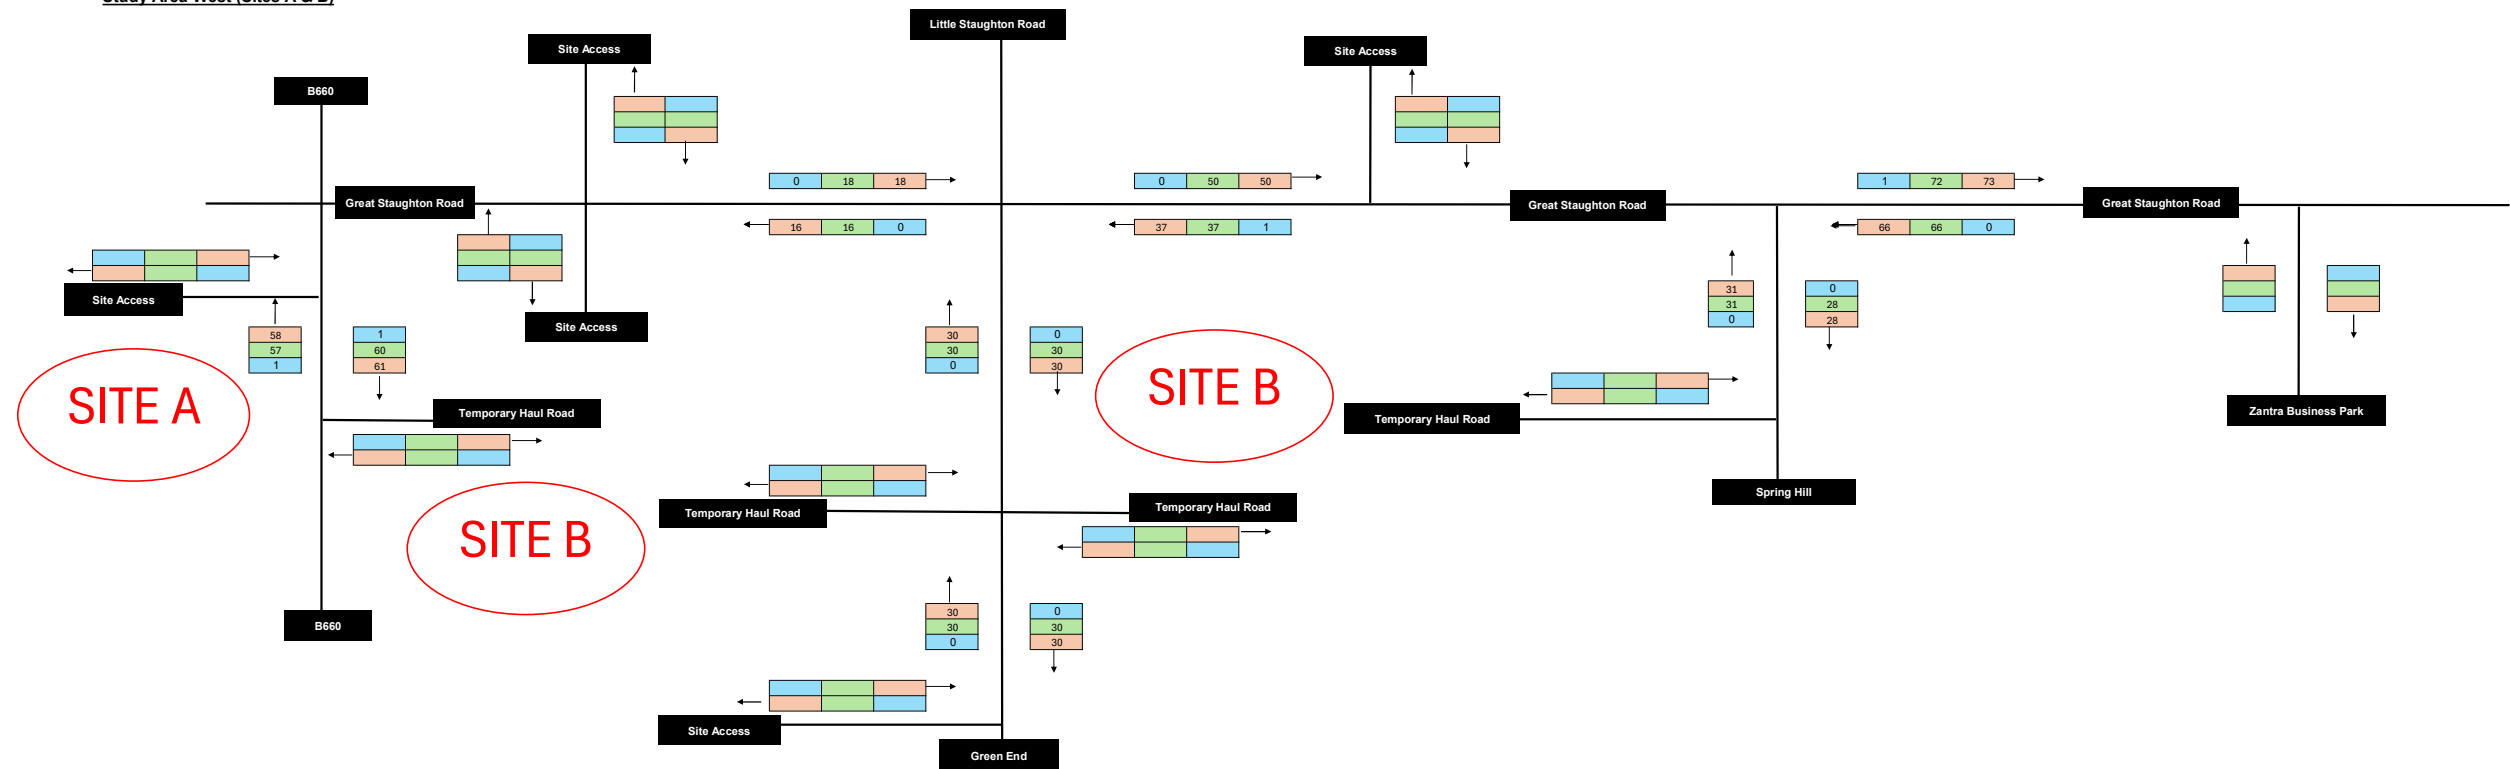 Study Area West (Sites A & B)
Little Staughton Road
Site Access
Site Access
B660
0 18 18
0 50 50
1 72 73
Great Staughton Road
Great Staughton Road
Great Staughton Road
16 16 0
37 37 1
66 66 0
Site Access
Site Access
31
31
0
0
28
28
58
57
1
1
60
61
30
30
0
0
30
30
SITE A
SITE B
Temporary Haul Road
Temporary Haul Road
Zantra Business Park
SITE B
Temporary Haul Road
Temporary Haul Road
Spring Hill
B660
30
30
0
0
30
30
Site Access
Green End